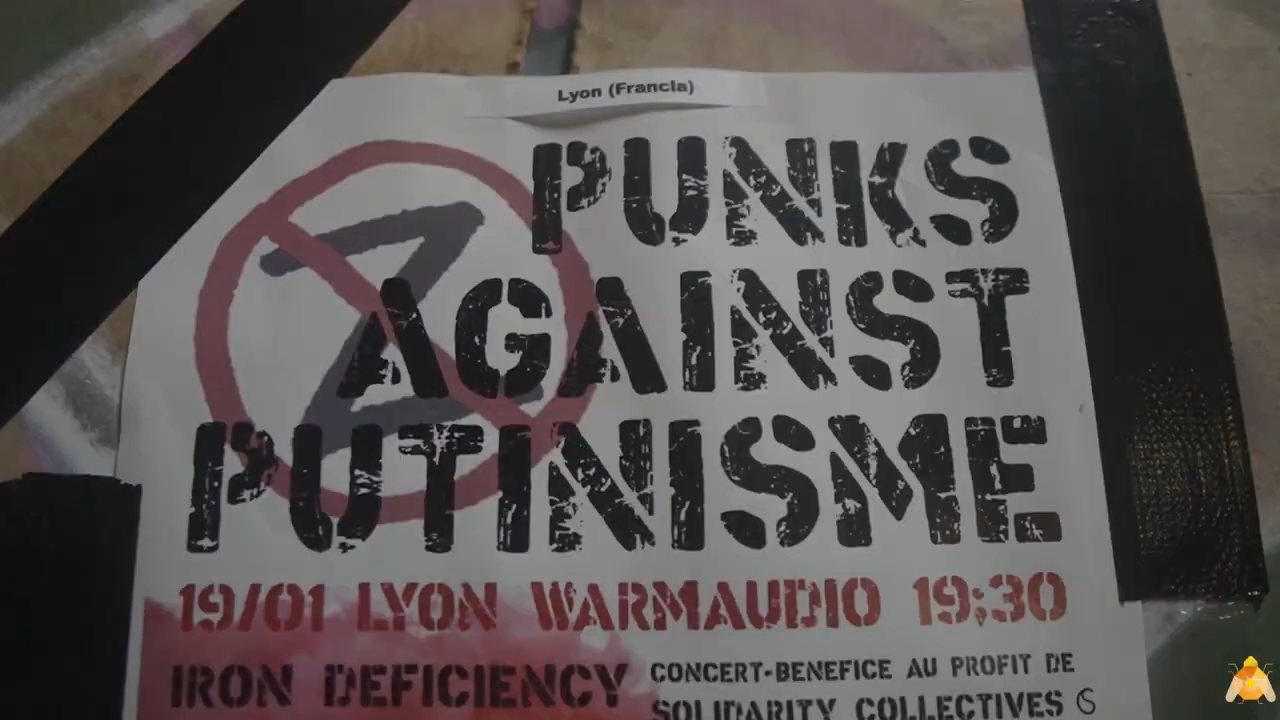 Lyon (Francia)
PUNKS
AGAINST
PUTINISME
19/01 LYON WARMAUDIO 19:30
IRON DEFICIENCY
CONCERT-BENEFICE AU PROFIT DE
SOLIDARITY COLLECTIVES